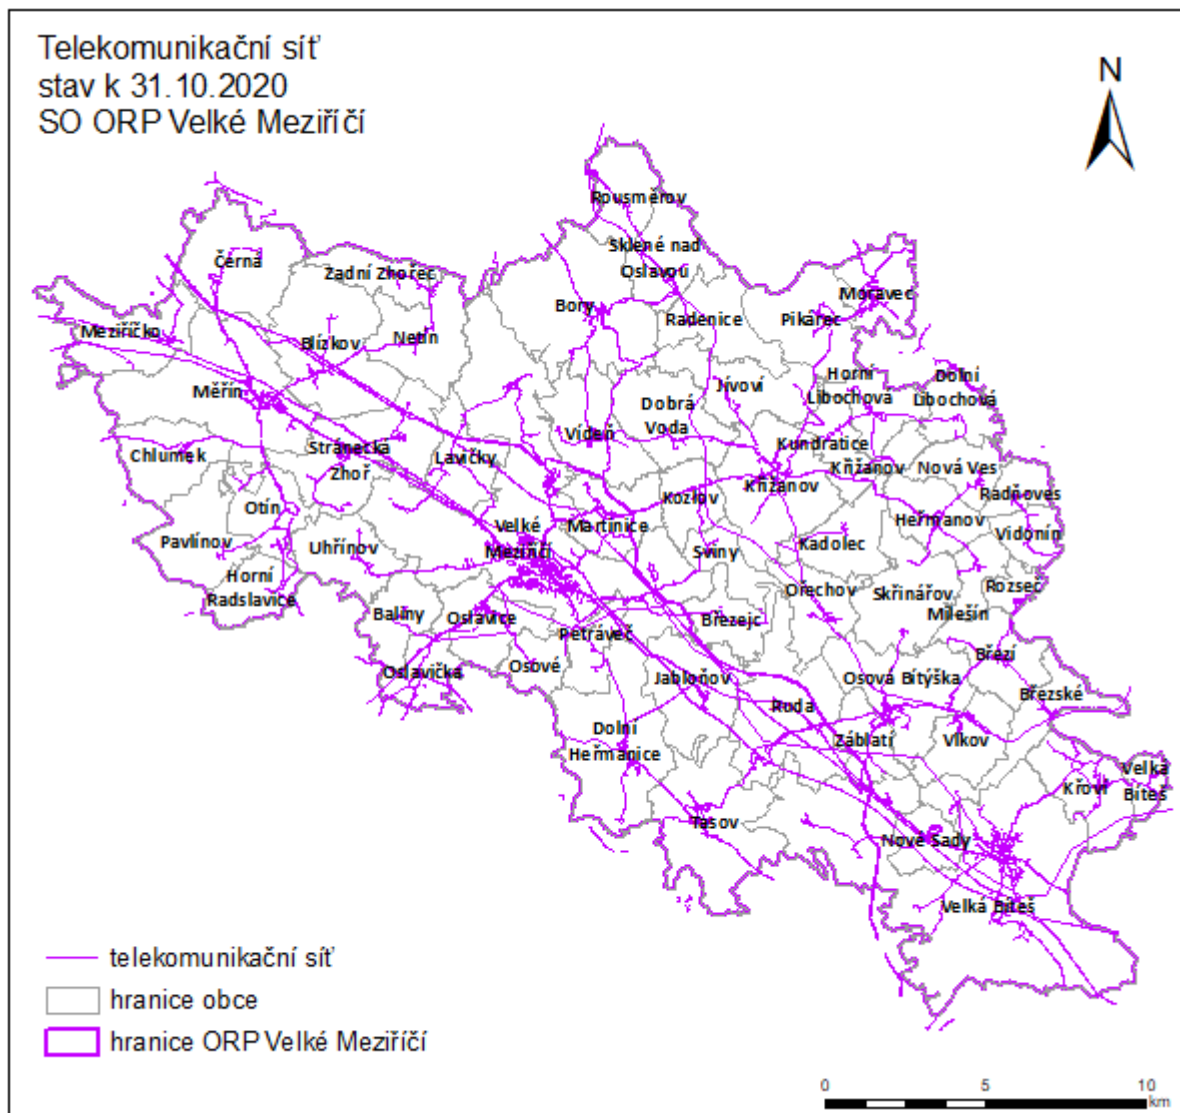 Telekomunikační síť
stav k 31.10.2020
SO ORP Velké Meziříčí
N
Rousměrov
Sklené nad
Oslavou
Černá
Zadní Zhořec
Bory
Radenice
Pikárec
Moravec
Meziříčko
Blízkov
Netín
Měřín
Jívoví
Horní
Libochová
Dolní
Libochová
Dobrá
Voda
Vídeň
Kundratice
Chlumek
Stránecká
Zhoř
Lavičky
Křižanov
Křižanov
Nová Ves
Radňoves
Otín
Kozlov
Heřmanov
Vidonín
Velké
Meziříčí
Martinice
Pavlínov
Uhřínov
Sviny
Kadolec
Horní
Radslavice
Ořechov
Skřinářov
Rozseč
Milešín
Baliny
Oslavice
Petráveč
Březejc
Březí
Oslavička
Osové
Jabloňov
Osová Bítýška
Březské
Ruda
Dolní
Heřmanice
Záblatí
Vlkov
Velká
Bíteš
Křoví
Tasov
Nové Sady
Velká Bíteš
telekomunikační síť
hranice obce
hranice ORP Velké Meziříčí
0 5 10
km